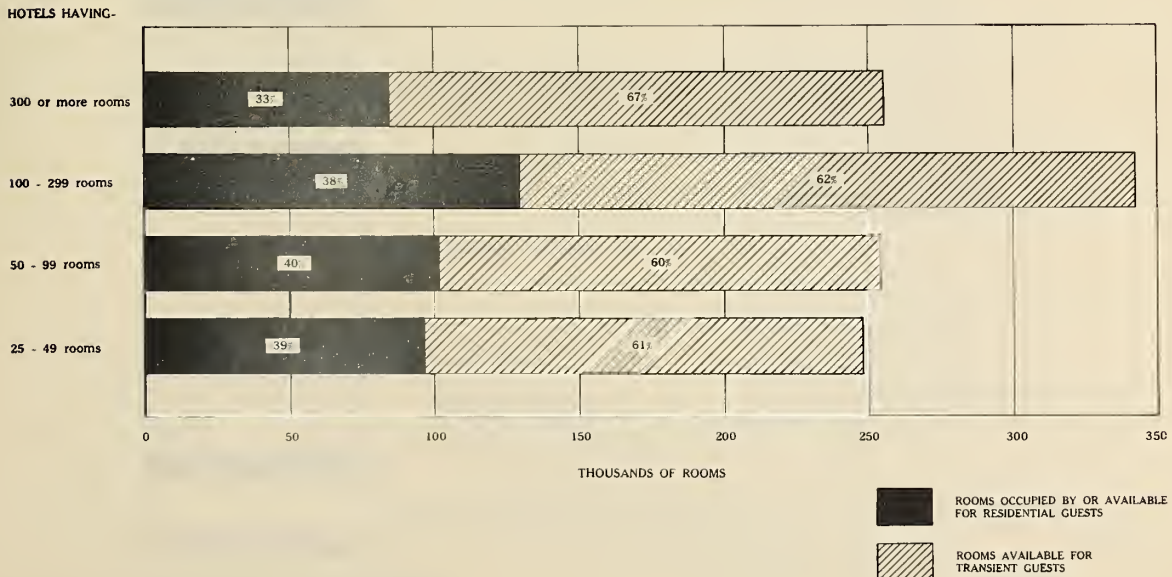 HOTELS HAVING-
300 or more rooms
33%
67%
100 - 299 rooms
38%
62%
50 - 99 rooms
40%
60%
25 - 49 rooms
39%
61%
0 50 100 150 200 250 300 350
THOUSANDS OF ROOMS
ROOMS OCCUPIED BY OR AVAILABLE
FOR RESIDENTIAL GUESTS
ROOMS AVAILABLE FOR
TRANSIENT GUESTS